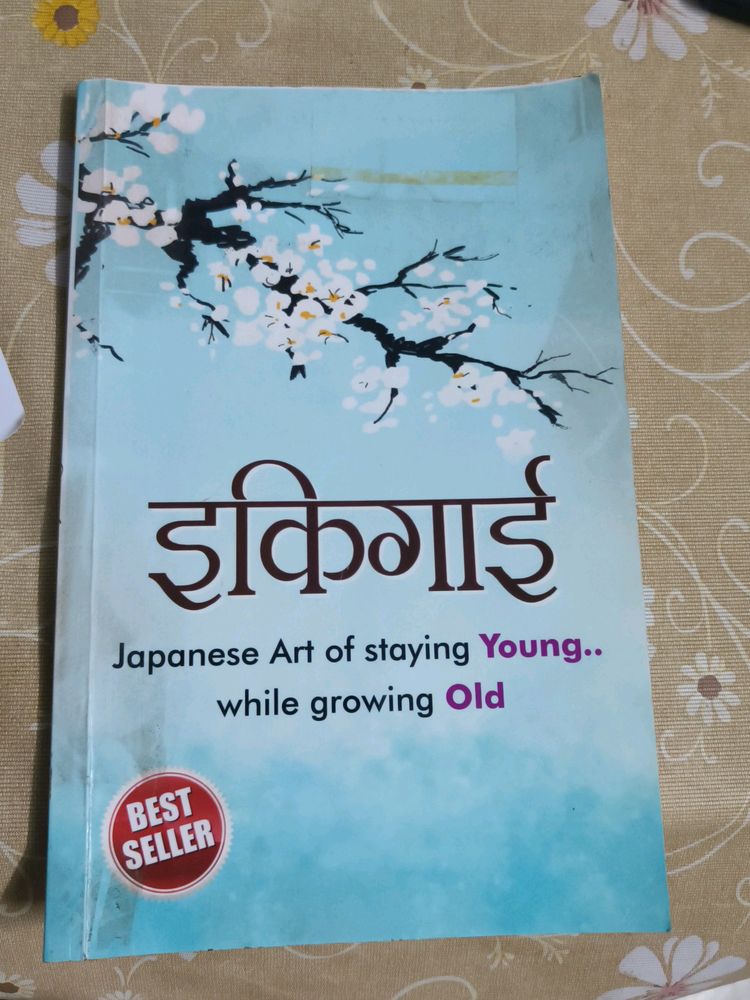 इकिगाई
Japanese Art of staying Young..
while growing Old
BEST
SELLER